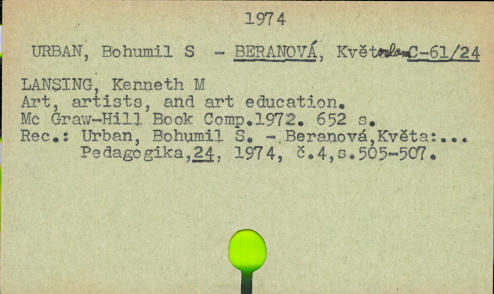 1974
URBAN, Bohumil S - BERANOVÁ, Květoslava C-61/24
LANSING, Kenneth M
Art, artists, and art education.
Mc Graw-Hill Book Comp.1972. 652 s.
Rec.: Urban, Bohumil S. - Beranová,Květa:...
Pedagogika,24, 1974, č.4,s.505-507.